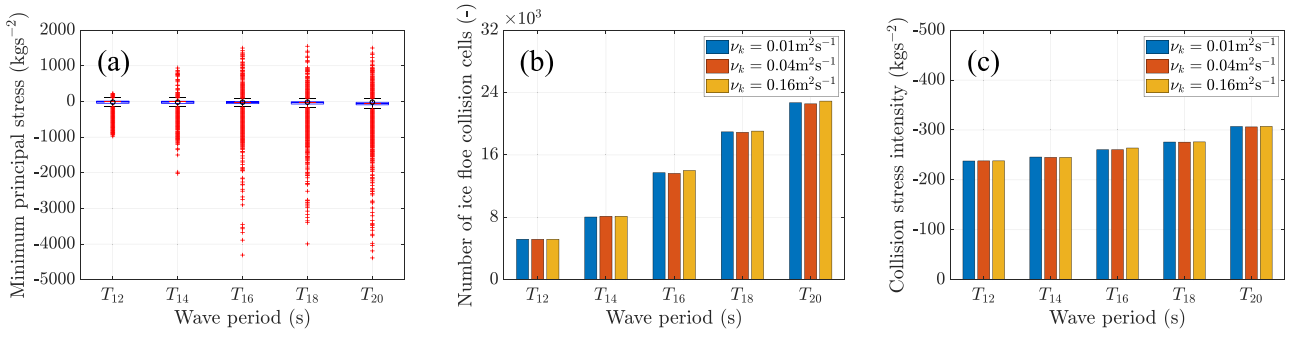 (a)
2000
1000
0
-1000
-2000
-3000
-4000
-5000
Minimum principal stress (kgs⁻²)
T₁₂ T₁₄ T₁₆ T₁₈ T₂₀
Wave period (s)
(b)
×10³
32
24
16
8
0
Number of ice floe collision cells (-)
νₖ = 0.01m²s⁻¹
νₖ = 0.04m²s⁻¹
νₖ = 0.16m²s⁻¹
T₁₂ T₁₄ T₁₆ T₁₈ T₂₀
Wave period (s)
(c)
-500
-400
-300
-200
-100
0
Collision stress intensity (kgs⁻²)
νₖ = 0.01m²s⁻¹
νₖ = 0.04m²s⁻¹
νₖ = 0.16m²s⁻¹
T₁₂ T₁₄ T₁₆ T₁₈ T₂₀
Wave period (s)